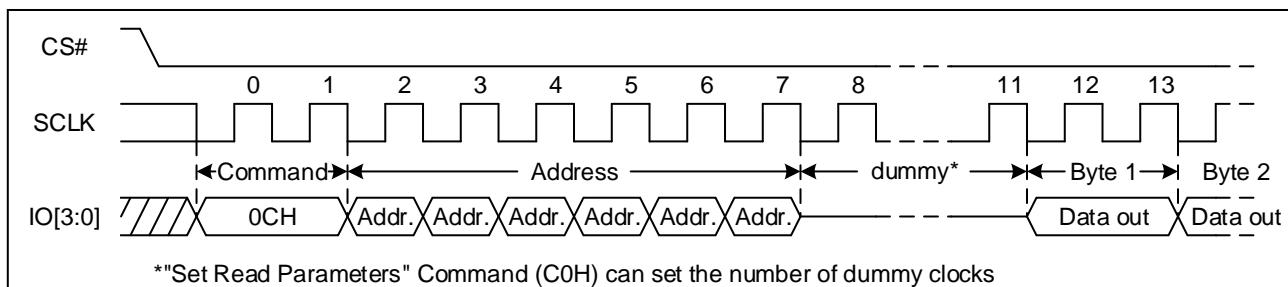 CS#
0 1 2 3 4 5 6 7 8 11 12 13
SCLK
Command Address dummy* Byte 1 Byte 2
IO[3:0] 0CH Addr. Addr. Addr. Addr. Addr. Addr. Data out Data out
*"Set Read Parameters" Command (C0H) can set the number of dummy clocks